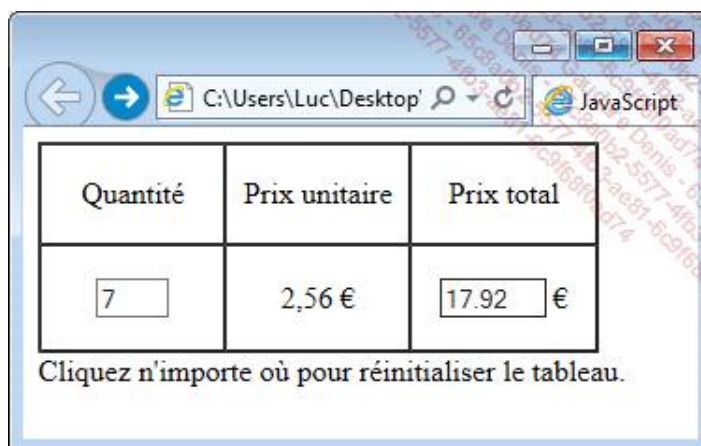 C:\Users\Luc\Desktop'
JavaScript
Quantité
Prix unitaire
Prix total
7
2,56 €
17.92 €
Cliquez n'importe où pour réinitialiser le tableau.